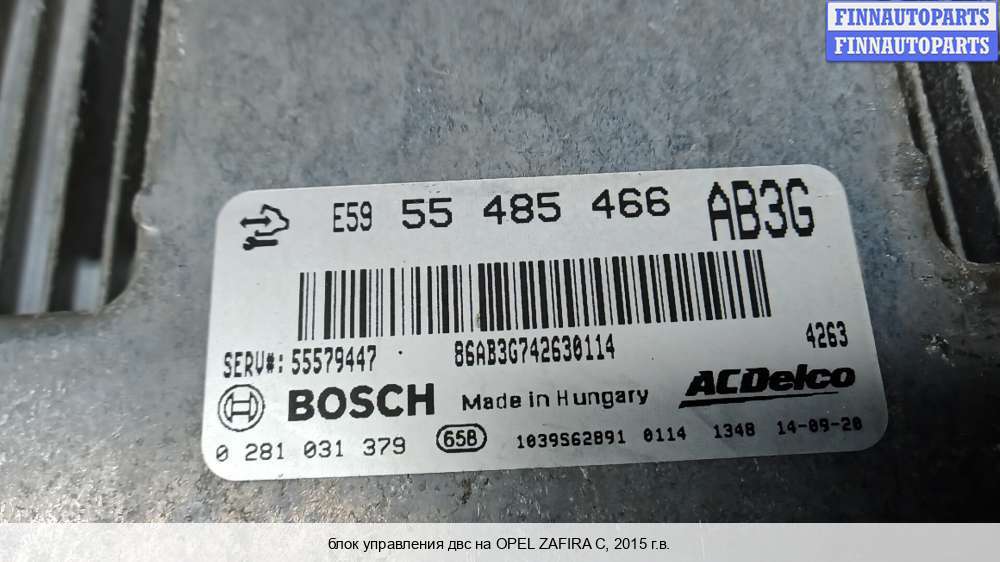 FINNAUTOPARTS
FINNAUTOPARTS
E59 55 485 466 AB3G
SERV#: 55579447 86AB3G742630114 4263
BOSCH Made in Hungary ACDelco
0 281 031 379 65B 1039S62891 0114 1348 14-09-20
блок управления двс на OPEL ZAFIRA C, 2015 г.в.